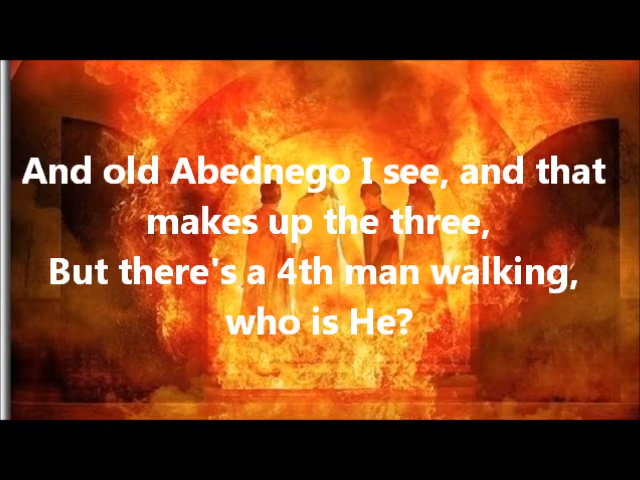 And old Abednego I see, and that
makes up the three,
But there's a 4th man walking,
who is He?